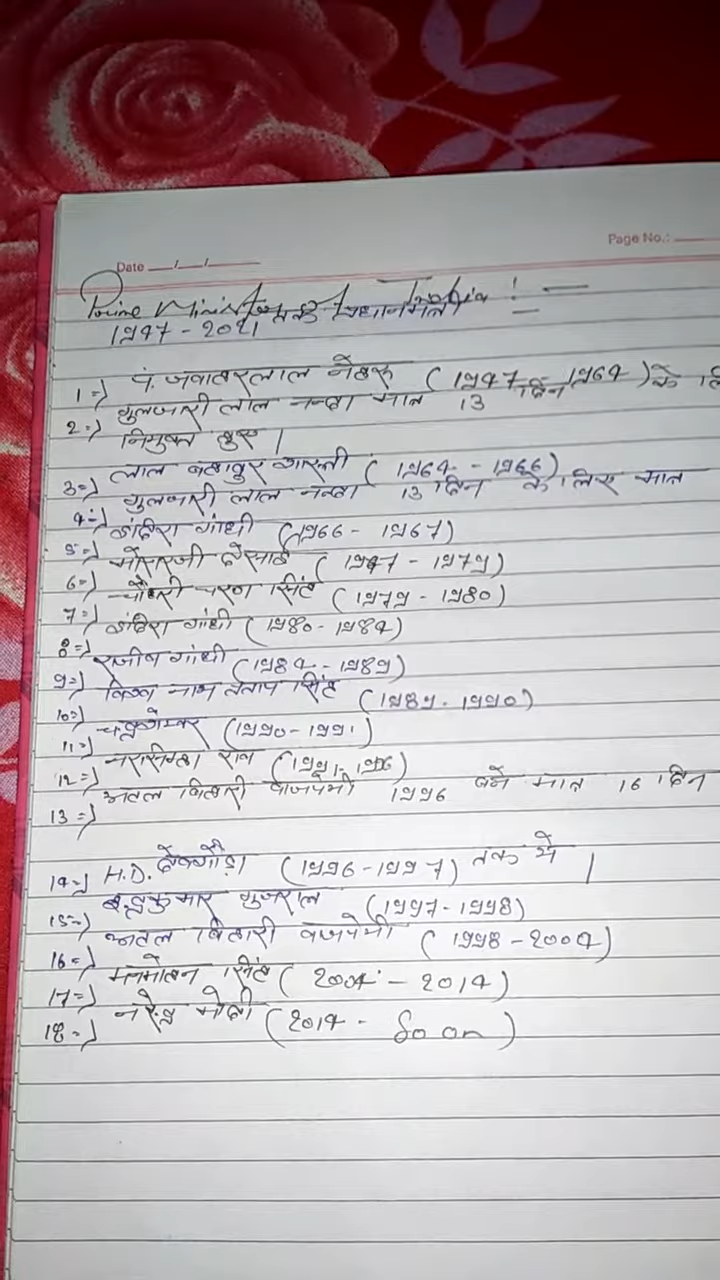 Page No.:
Date
Prime Minister of India : -
1947 - 2021 तक प्रधानमंत्री
1=) पं. जवाहरलाल नेहरू (1947 - 1964) के
2=) गुलजारी लाल नन्दा मात्र 13 दिन
नियुक्त हुए |
3=) लाल बहादुर शास्त्री (1964 - 1966)
4=) गुलजारी लाल नन्दा 13 दिन के लिए मात्र
5=) इंदिरा गांधी (1966 - 1967)
6=) मोरारजी देसाई (1947 - 1979)
7=) चौधरी चरण सिंह (1979 - 1980)
8=) इंदिरा गांधी (1980 - 1984)
9=) राजीव गांधी (1984 - 1989)
10=) विश्व नाथ प्रताप सिंह (1989 - 1990)
11=) चन्द्रशेखर (1990 - 1991)
12=) नरसिम्हा राव (1991 - 1996)
13=) अटल बिहारी वाजपेयी 1996 में मात्र 16 दिन
14=) H.D. देवगौड़ा (1996 - 1997) तक थे |
15=) इन्द्रकुमार गुजराल (1997 - 1998)
16=) अटल बिहारी वाजपेयी (1998 - 2004)
17=) मनमोहन सिंह (2004 - 2014)
18=) नरेन्द्र मोदी (2014 - So on)